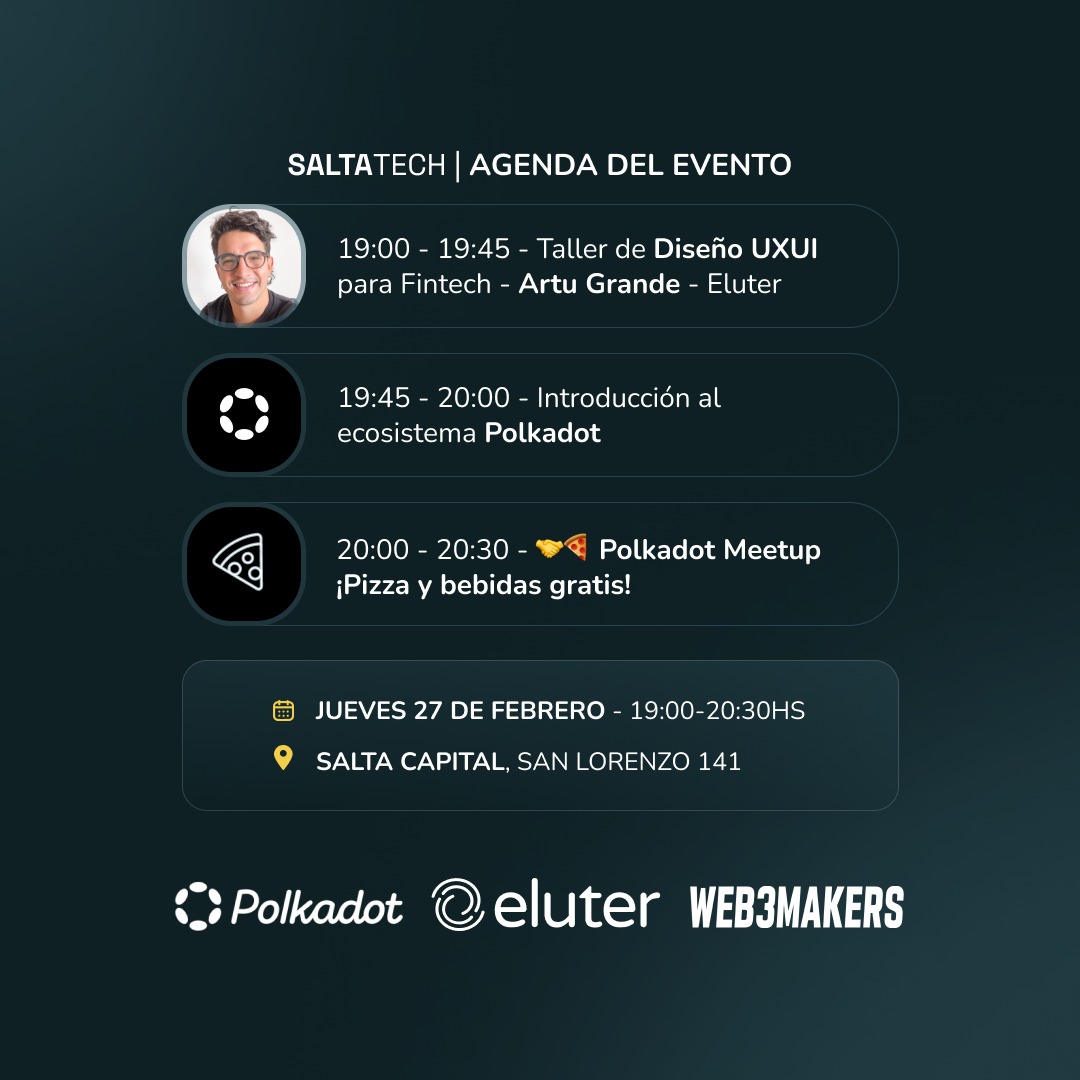 SALTATECH | AGENDA DEL EVENTO
19:00 - 19:45 - Taller de Diseño UXUI
para Fintech - Artu Grande - Eluter
19:45 - 20:00 - Introducción al
ecosistema Polkadot
20:00 - 20:30 - 🤝🍕 Polkadot Meetup
¡Pizza y bebidas gratis!
JUEVES 27 DE FEBRERO - 19:00-20:30HS
SALTA CAPITAL, SAN LORENZO 141
Polkadot eluter WEB3MAKERS